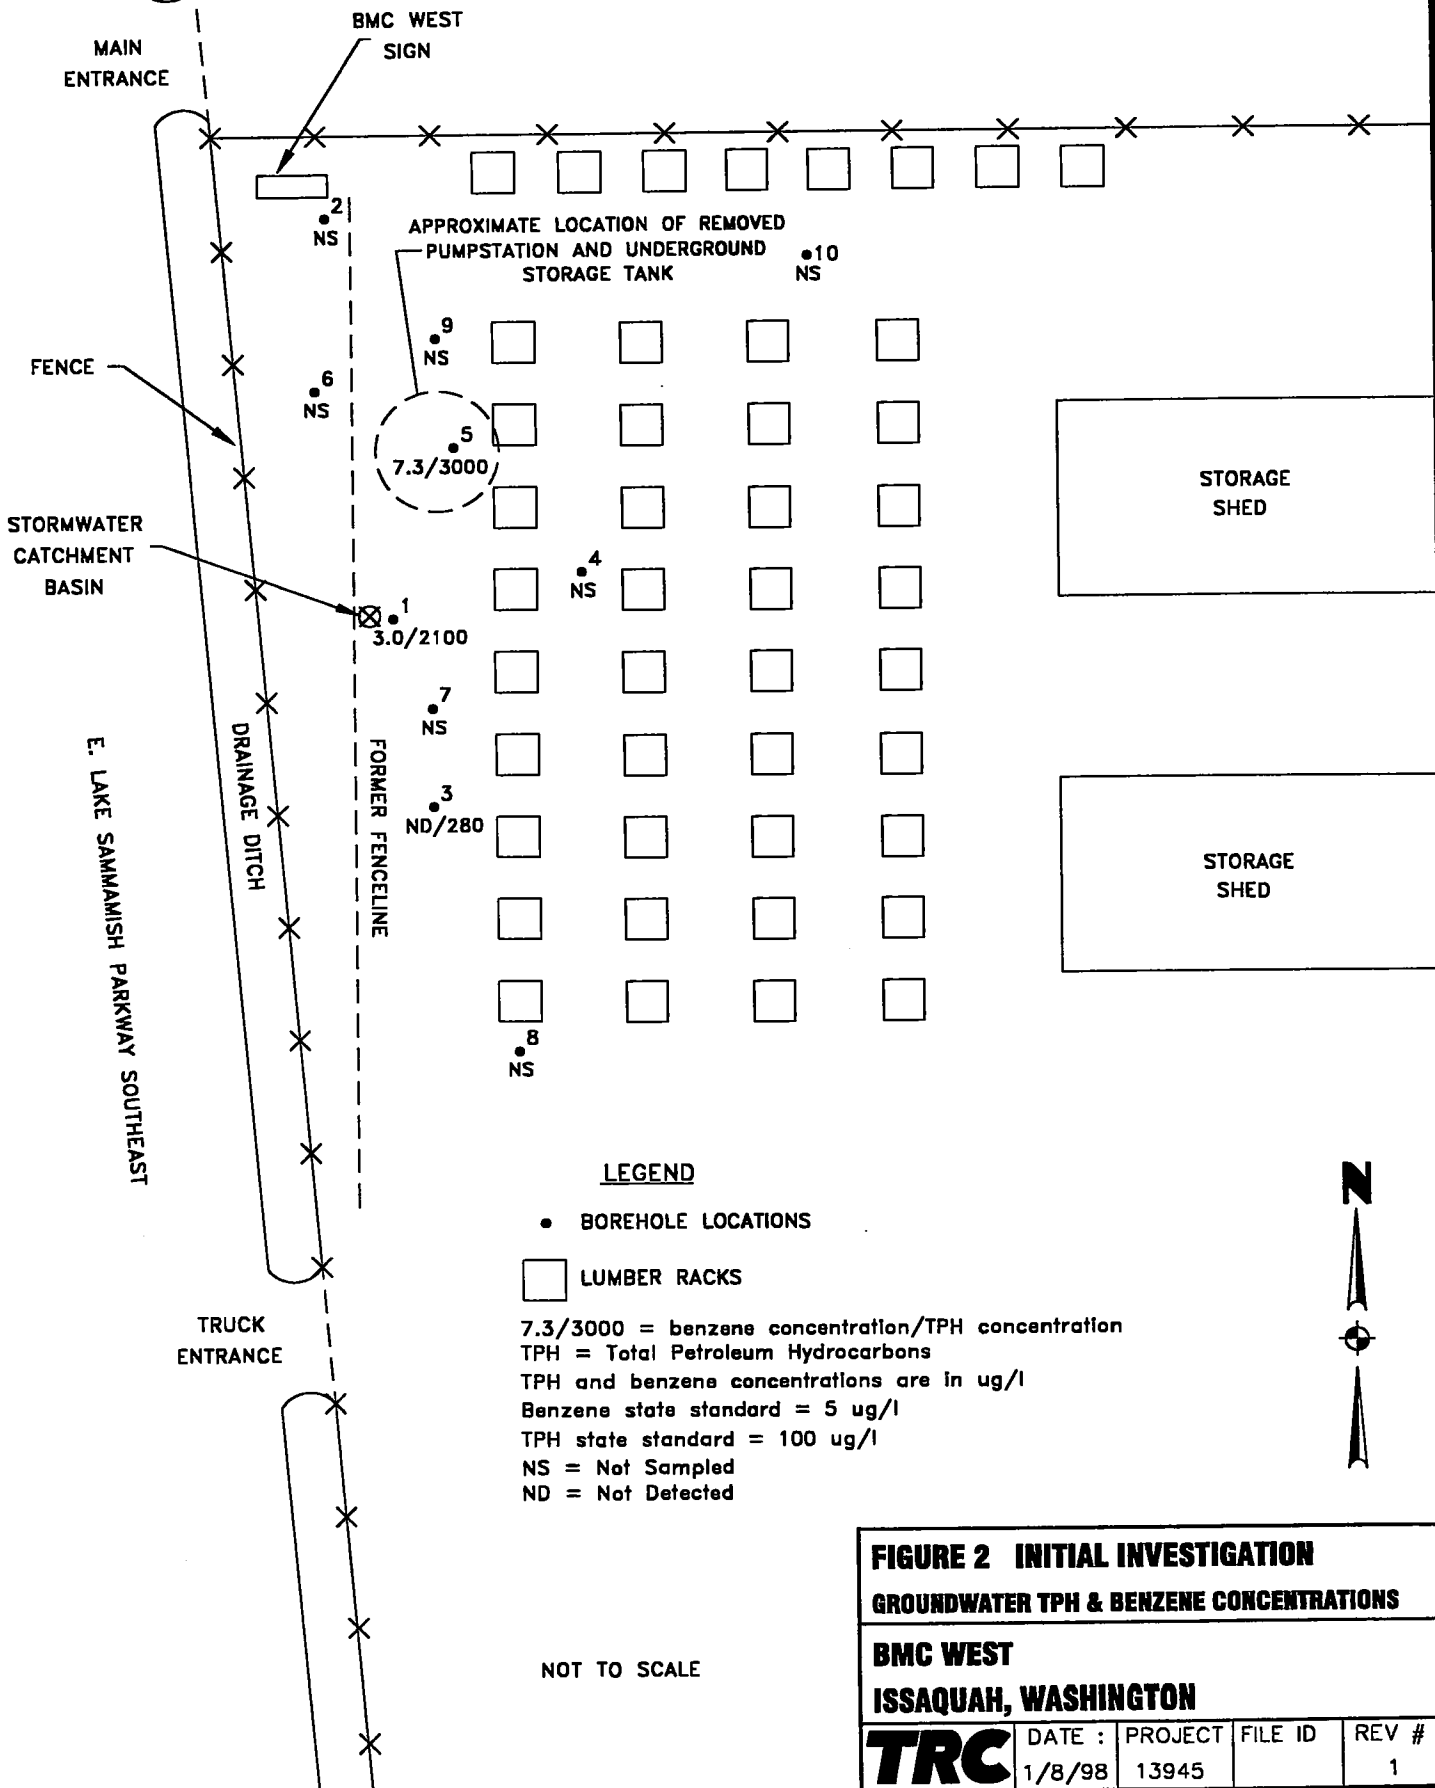 BMC WEST
SIGN
MAIN
ENTRANCE
2
NS
APPROXIMATE LOCATION OF REMOVED
PUMPSTATION AND UNDERGROUND
STORAGE TANK
10
NS
9
NS
FENCE
6
NS
5
7.3/3000
STORAGE
SHED
STORMWATER
CATCHMENT
BASIN
4
NS
1
3.0/2100
7
NS
E. LAKE SAMMAMISH PARKWAY SOUTHEAST
DRAINAGE DITCH
FORMER FENCELINE
3
ND/280
STORAGE
SHED
8
NS
LEGEND
BOREHOLE LOCATIONS
LUMBER RACKS
7.3/3000 = benzene concentration/TPH concentration
TPH = Total Petroleum Hydrocarbons
TPH and benzene concentrations are in ug/l
Benzene state standard = 5 ug/l
TPH state standard = 100 ug/l
NS = Not Sampled
ND = Not Detected
N
TRUCK
ENTRANCE
NOT TO SCALE
FIGURE 2 INITIAL INVESTIGATION
GROUNDWATER TPH & BENZENE CONCENTRATIONS
BMC WEST
ISSAQUAH, WASHINGTON
TRC
DATE :
1/8/98
PROJECT
13945
FILE ID
REV #
1